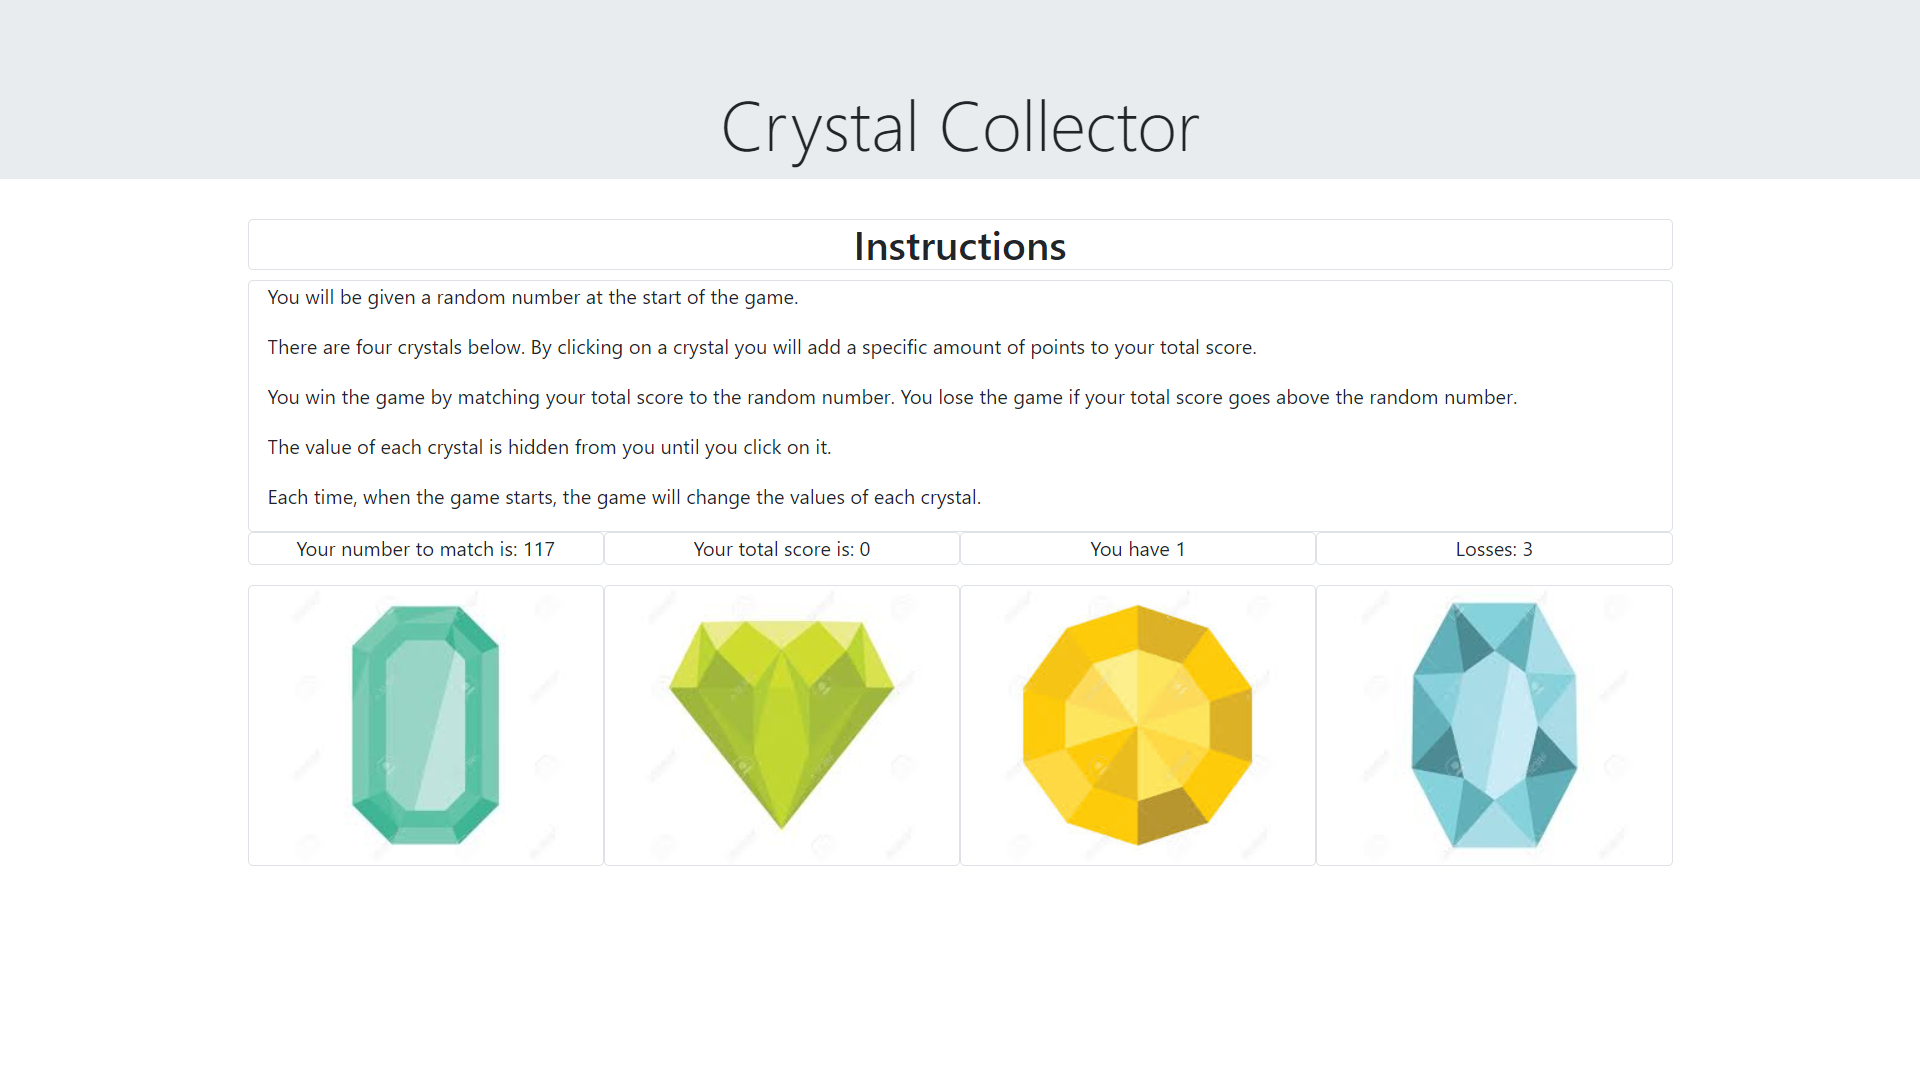 Crystal Collector
Instructions
You will be given a random number at the start of the game.
There are four crystals below. By clicking on a crystal you will add a specific amount of points to your total score.
You win the game by matching your total score to the random number. You lose the game if your total score goes above the random number.
The value of each crystal is hidden from you until you click on it.
Each time, when the game starts, the game will change the values of each crystal.
Your number to match is: 117
Your total score is: 0
You have 1
Losses: 3